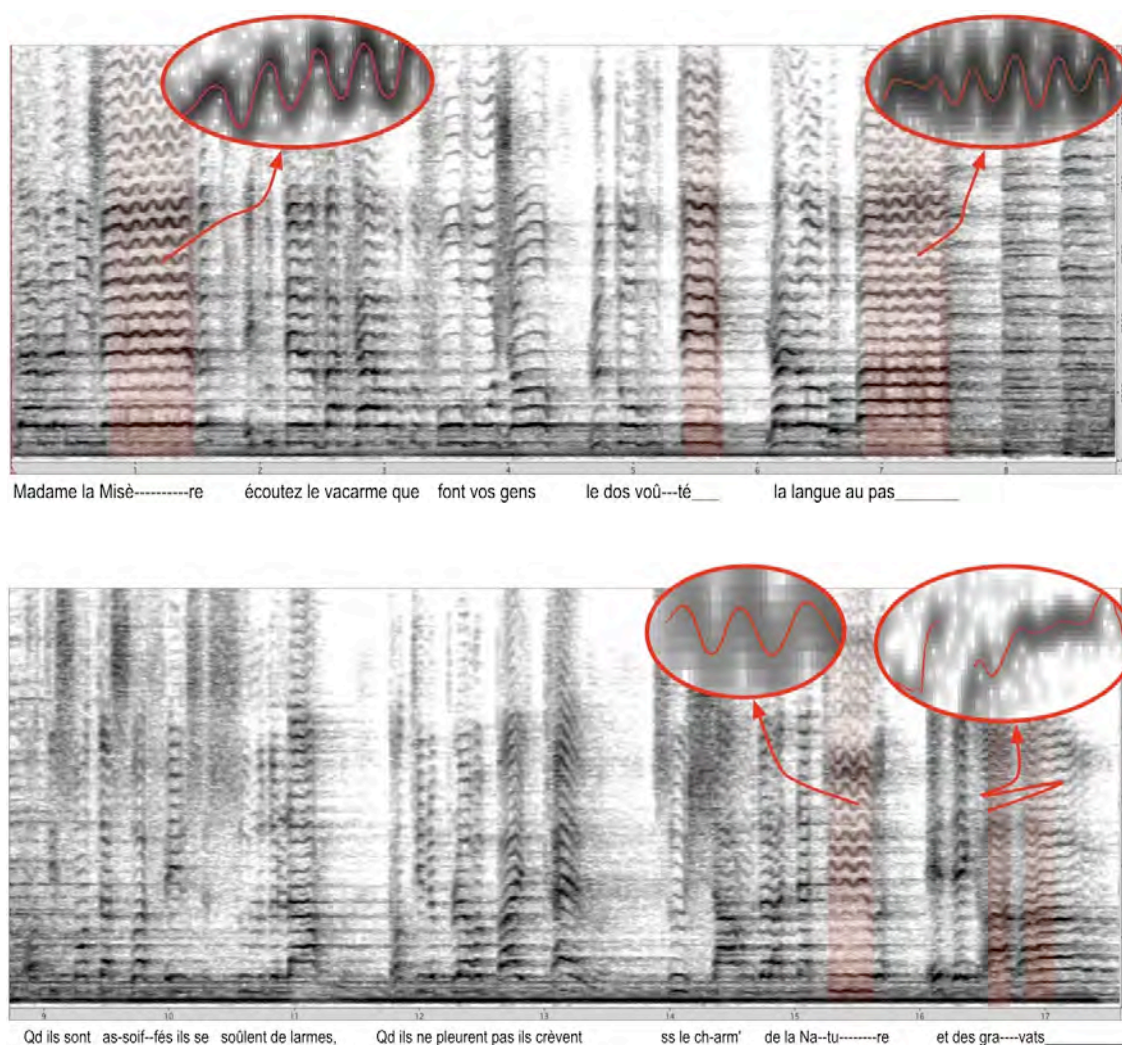 1 2 3 4 5 6 7 8
Madame la Misè----------re écoutez le vacarme que font vos gens le dos voû---té___ la langue au pas_______
9 10 11 12 13 14 15 16 17
Qd ils sont as-soif--fés ils se soûlent de larmes, Qd ils ne pleurent pas ils crèvent ss le ch-arm' de la Na--tu--------re et des gra----vats_________